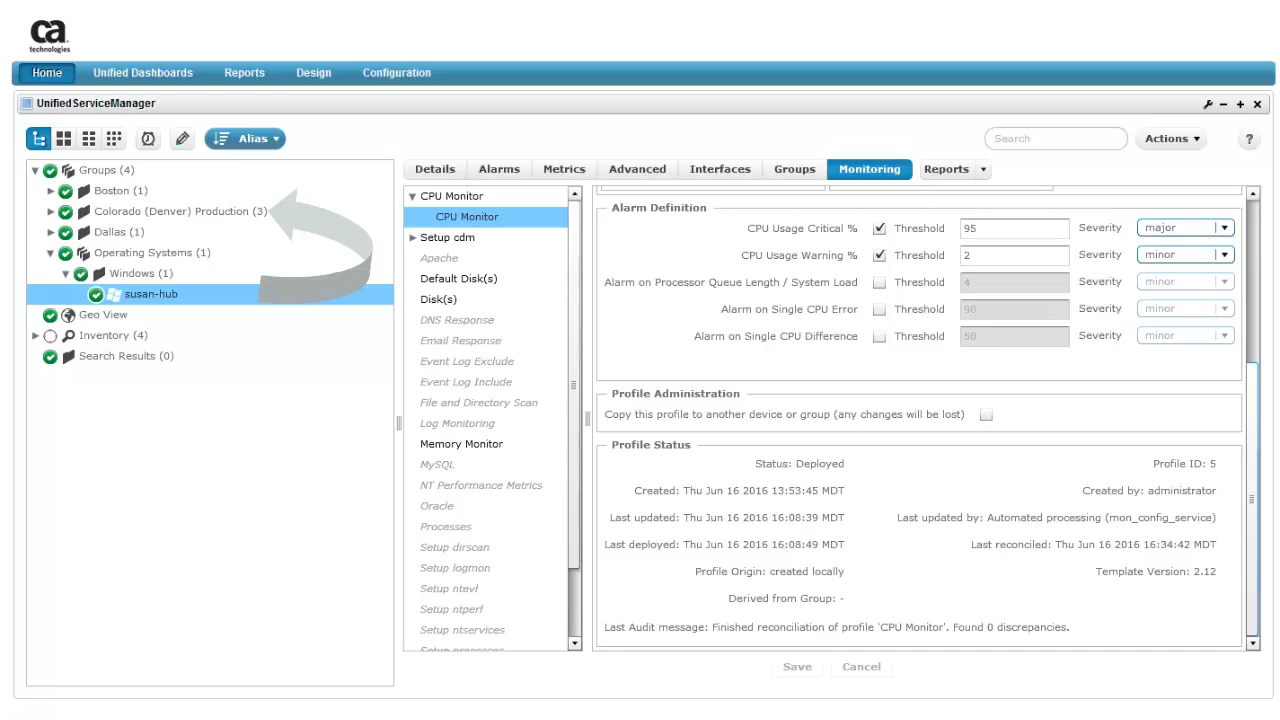 ca
technologies
Home Unified Dashboards Reports Design Configuration
UnifiedServiceManager
Alias
Search
Actions
?
Groups (4)
Boston (1)
Colorado (Denver) Production (3)
Dallas (1)
Operating Systems (1)
Windows (1)
susan-hub
Geo View
Inventory (4)
Search Results (0)
Details Alarms Metrics Advanced Interfaces Groups Monitoring Reports
CPU Monitor
CPU Monitor
Setup cdm
Apache
Default Disk(s)
Disk(s)
DNS Response
Email Response
Event Log Exclude
Event Log Include
File and Directory Scan
Log Monitoring
Memory Monitor
MySQL
NT Performance Metrics
Oracle
Processes
Setup dirscan
Setup logmon
Setup ntevl
Setup ntperf
Setup ntservices
Setup processes
Alarm Definition
CPU Usage Critical % Threshold 95 Severity major
CPU Usage Warning % Threshold 2 Severity minor
Alarm on Processor Queue Length / System Load Threshold 4 Severity minor
Alarm on Single CPU Error Threshold 90 Severity minor
Alarm on Single CPU Difference Threshold 50 Severity minor
Profile Administration
Copy this profile to another device or group (any changes will be lost)
Profile Status
Status: Deployed Profile ID: 5
Created: Thu Jun 16 2016 13:53:45 MDT Created by: administrator
Last updated: Thu Jun 16 2016 16:08:39 MDT Last updated by: Automated processing (mon_config_service)
Last deployed: Thu Jun 16 2016 16:08:49 MDT Last reconciled: Thu Jun 16 2016 16:34:42 MDT
Profile Origin: created locally Template Version: 2.12
Derived from Group: -
Last Audit message: Finished reconciliation of profile 'CPU Monitor'. Found 0 discrepancies.
Save Cancel